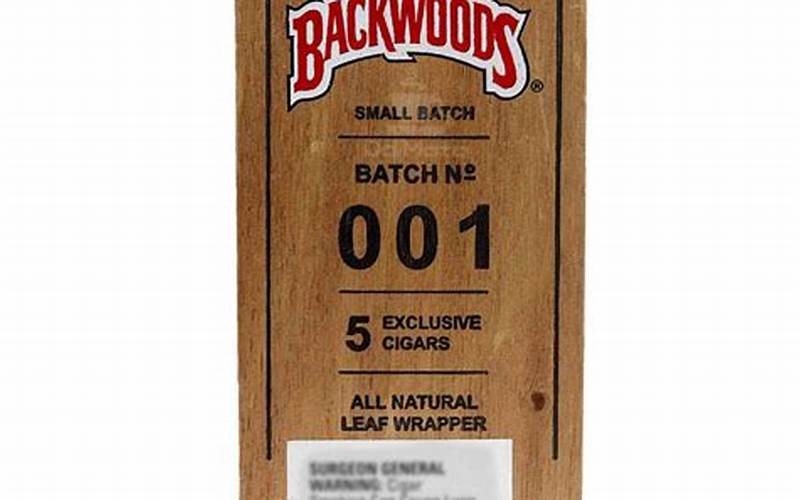 BACKWOODS®
SMALL BATCH
BATCH Nº
001
5 EXCLUSIVE
CIGARS
ALL NATURAL
LEAF WRAPPER
SURGEON GENERAL
WARNING: Cigar